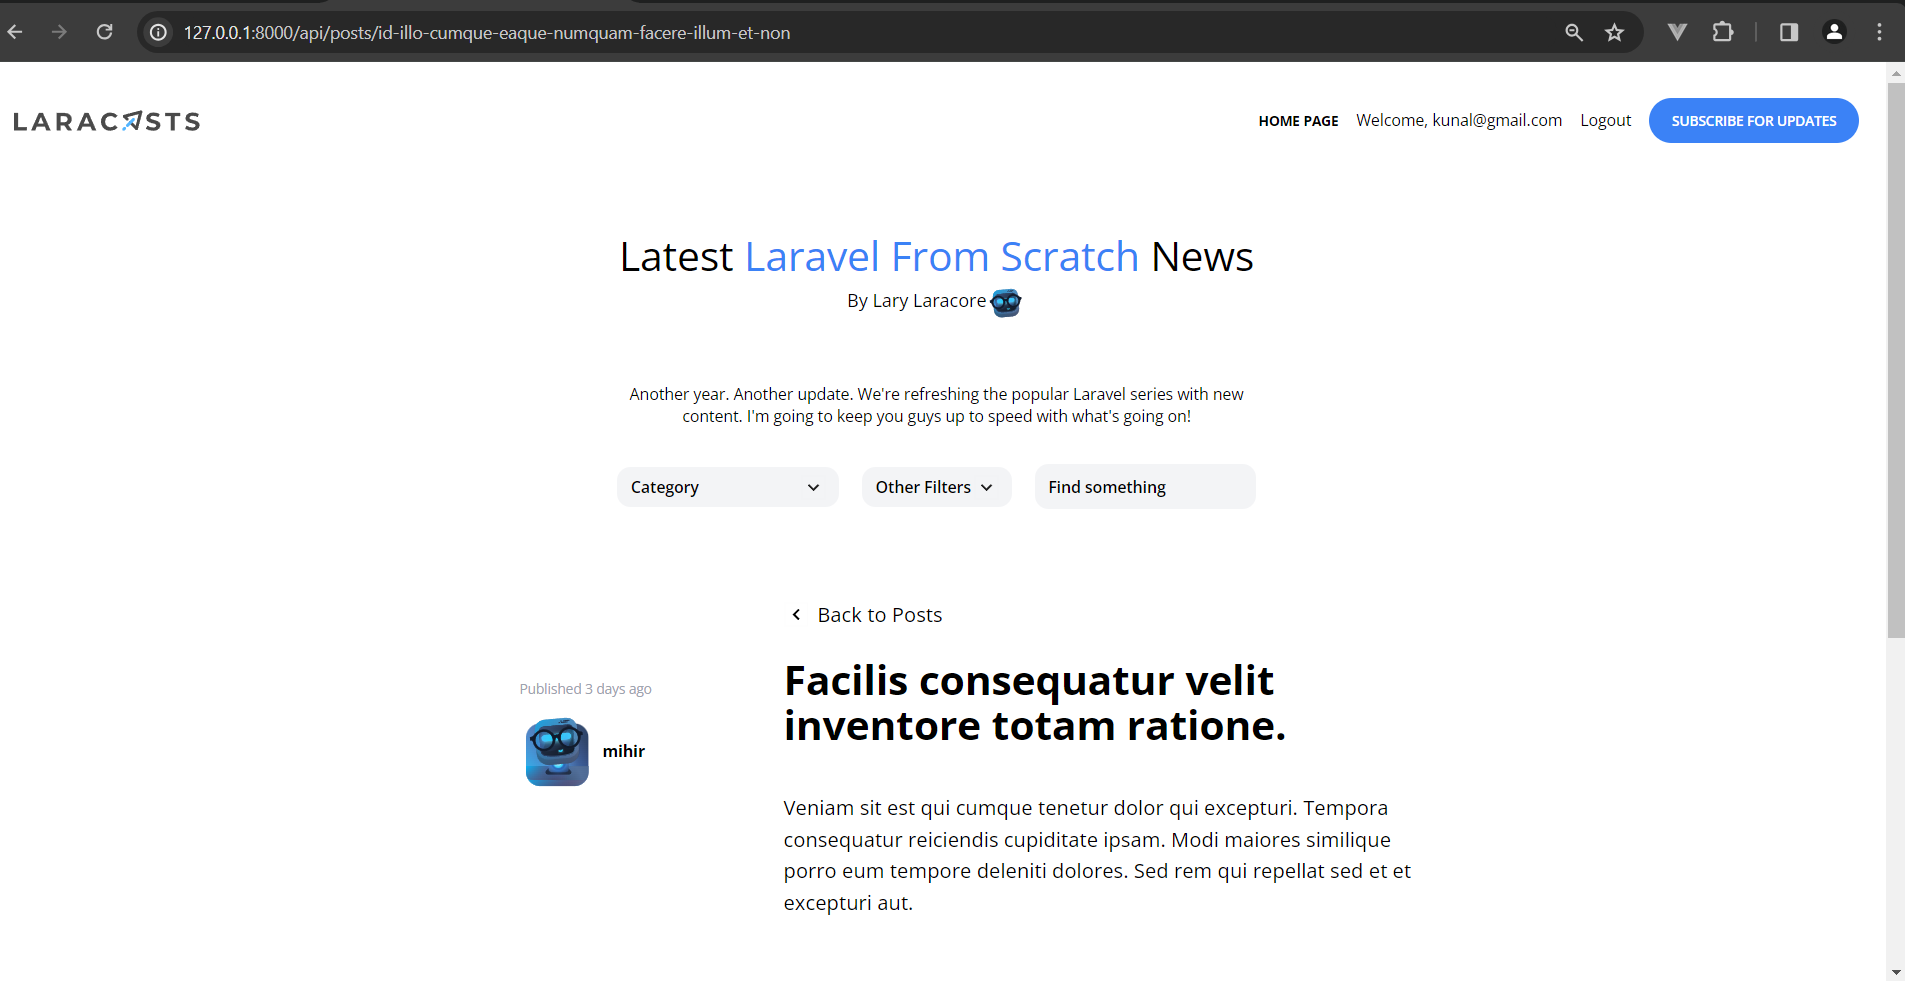 127.0.0.1:8000/api/posts/id-illo-cumque-eaque-numquam-facere-illum-et-non
LARACASTS
HOME PAGE Welcome, kunal@gmail.com Logout SUBSCRIBE FOR UPDATES
Latest Laravel From Scratch News
By Lary Laracore
Another year. Another update. We're refreshing the popular Laravel series with new
content. I'm going to keep you guys up to speed with what's going on!
Category Other Filters Find something
Back to Posts
Published 3 days ago
mihir
Facilis consequatur velit
inventore totam ratione.
Veniam sit est qui cumque tenetur dolor qui excepturi. Tempora
consequatur reiciendis cupiditate ipsam. Modi maiores similique
porro eum tempore deleniti dolores. Sed rem qui repellat sed et et
excepturi aut.